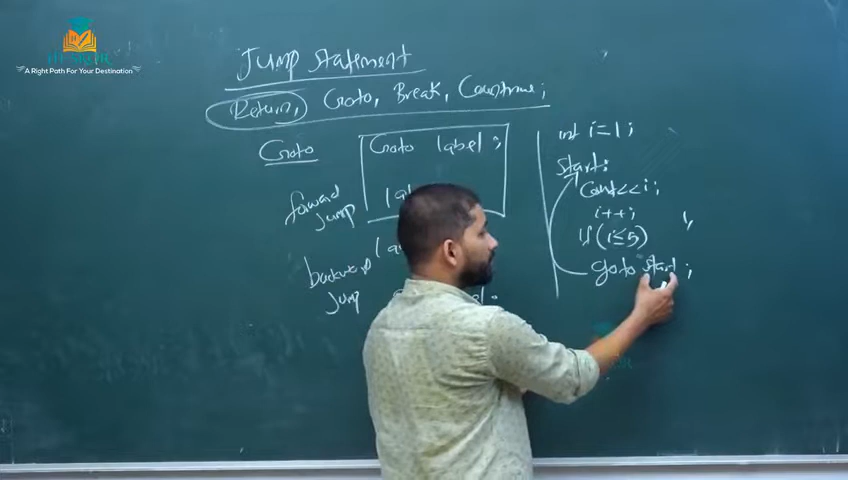 A Right Path For Your Destination
Jump Statement
Return, Goto, Break, Countinue;
Goto
Goto label;
forward
Jump
backward
Jump
int i=1;
Start:
Cout<<i;
i++;
if(i≤5)
goto start;